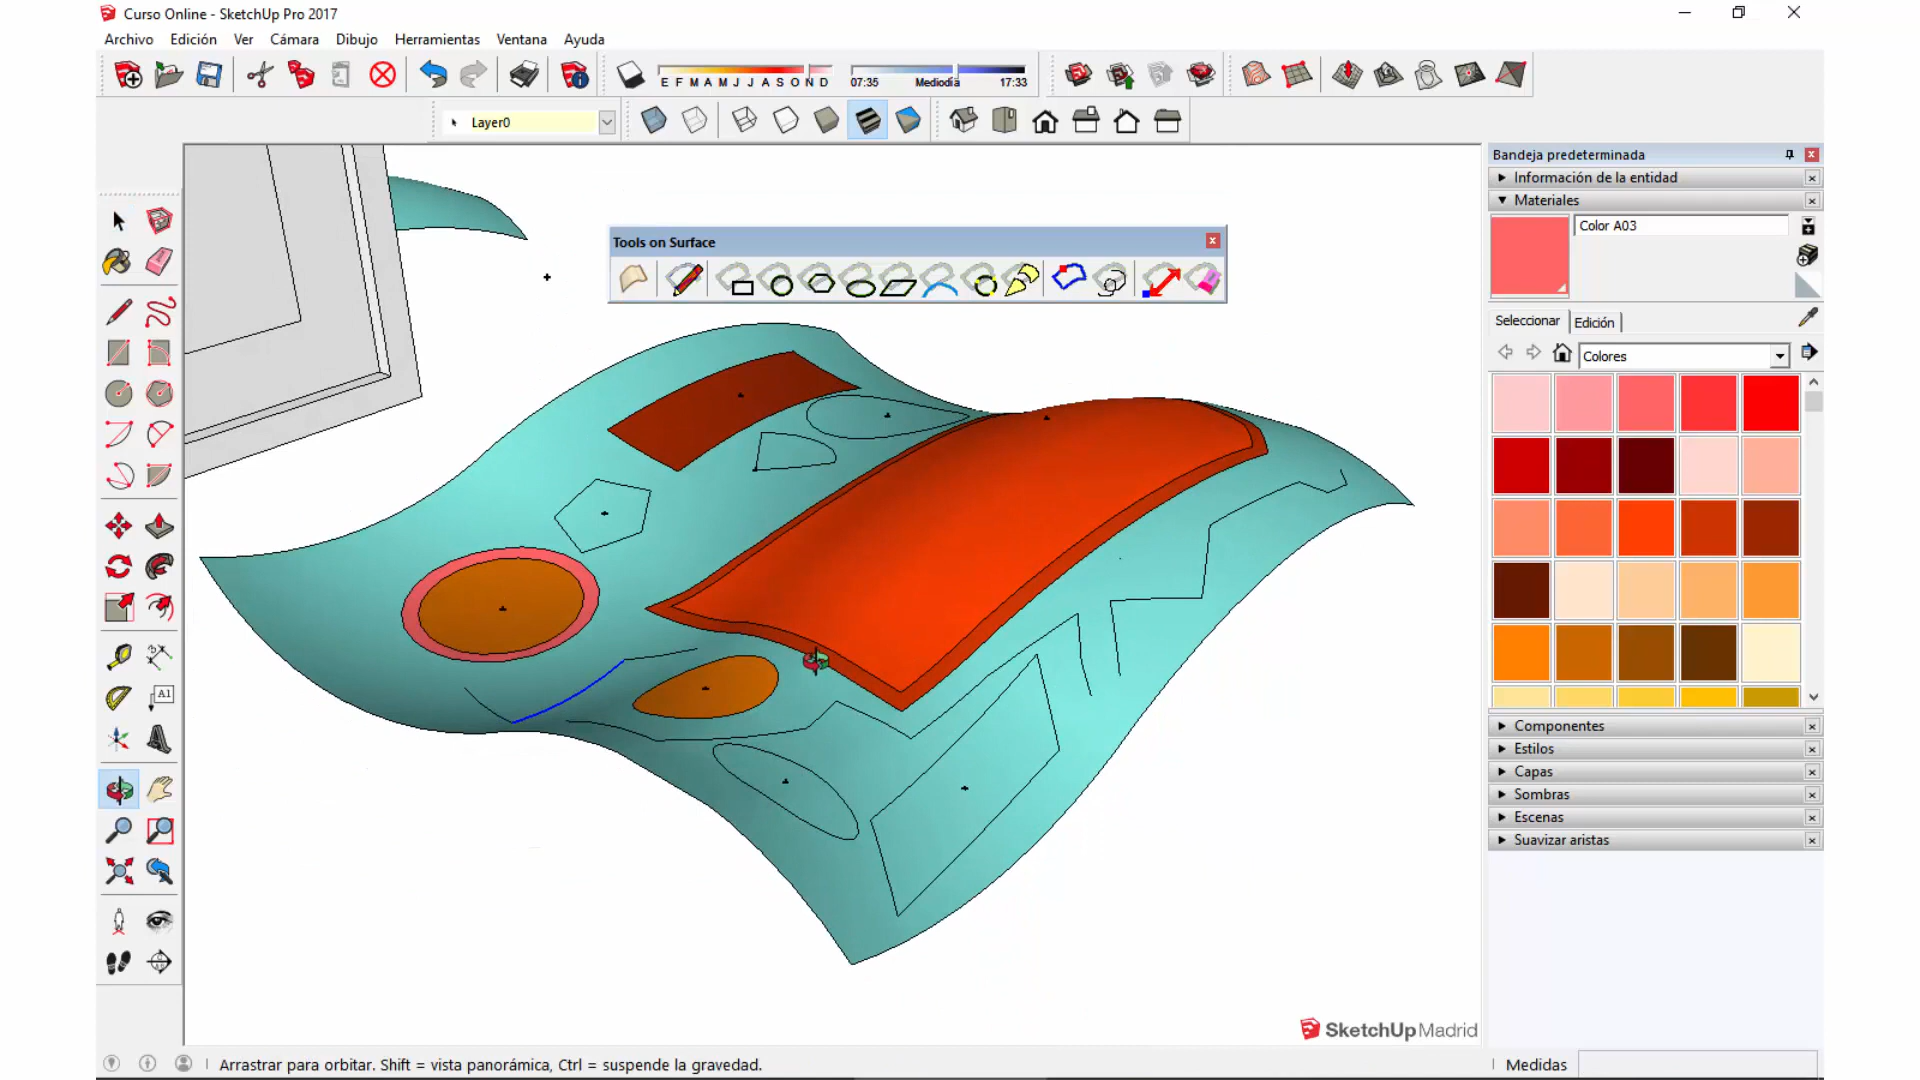 Curso Online - SketchUp Pro 2017
Archivo Edición Ver Cámara Dibujo Herramientas Ventana Ayuda
E F M A M J J A S O N D 07:35 Mediodía 17:33
Layer0
Bandeja predeterminada
Información de la entidad
Materiales
Color A03
Tools on Surface
Seleccionar Edición
Colores
A1
Componentes
Estilos
Capas
Sombras
Escenas
Suavizar aristas
SketchUp Madrid
Arrastrar para orbitar. Shift = vista panorámica, Ctrl = suspende la gravedad.
Medidas